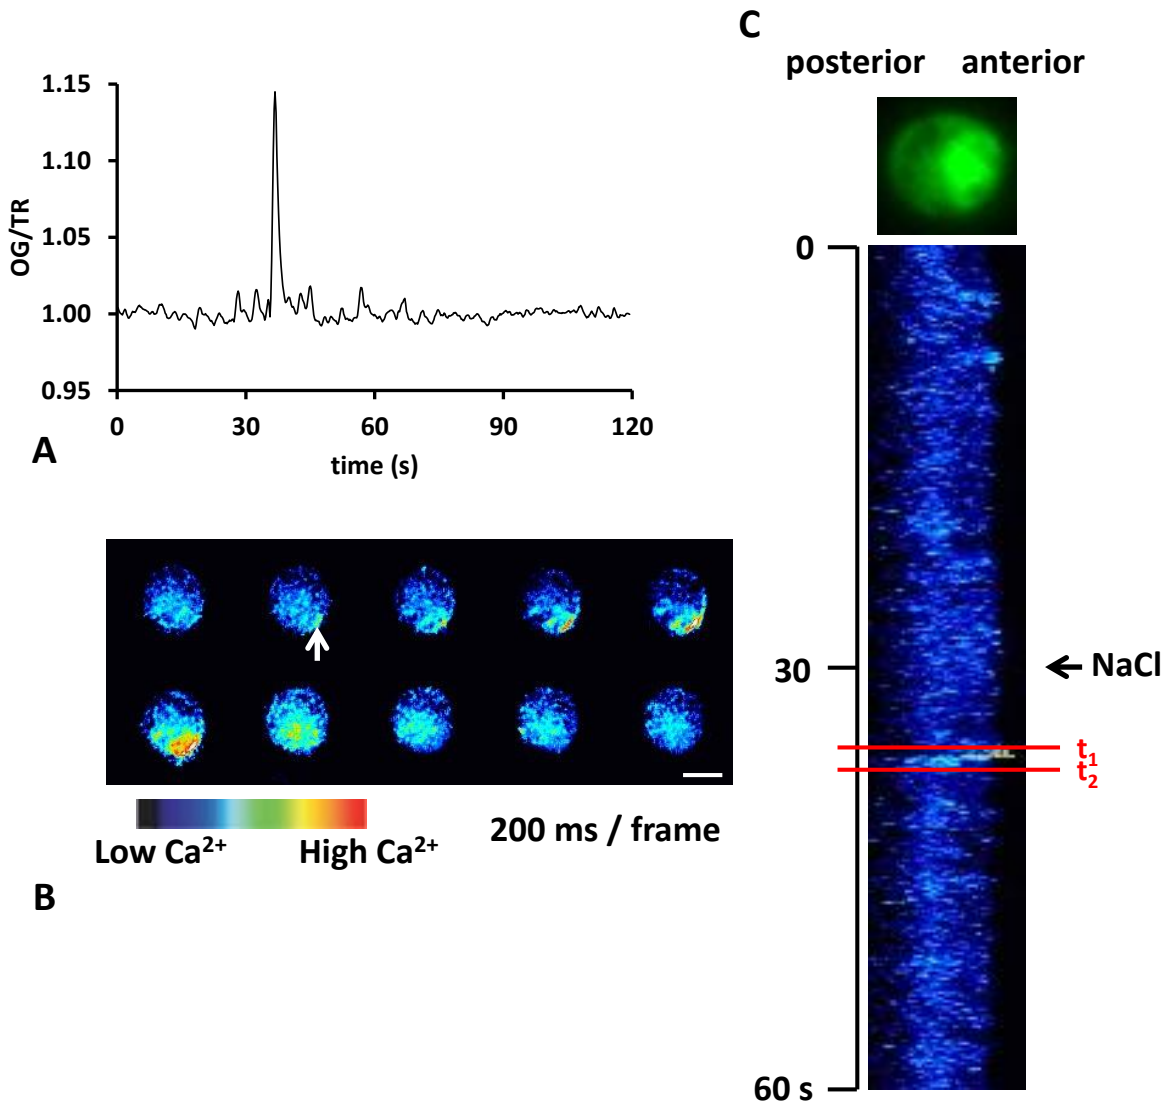 1.15
1.10
1.05
1.00
0.95
OG/TR
0 30 60 90 120
time (s)
A
Low Ca²⁺ High Ca²⁺
200 ms / frame
B
C
posterior anterior
0
30
NaCl
t₁
t₂
60 s